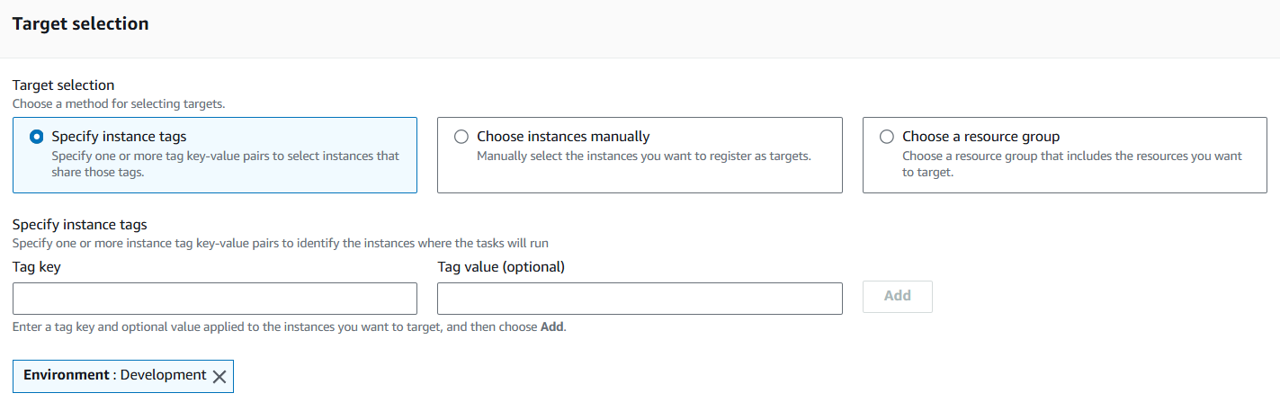 Target selection
Target selection
Choose a method for selecting targets.
Specify instance tags
Specify one or more tag key-value pairs to select instances that
share those tags.
Choose instances manually
Manually select the instances you want to register as targets.
Choose a resource group
Choose a resource group that includes the resources you want
to target.
Specify instance tags
Specify one or more instance tag key-value pairs to identify the instances where the tasks will run
Tag key
Tag value (optional)
Add
Enter a tag key and optional value applied to the instances you want to target, and then choose Add.
Environment : Development